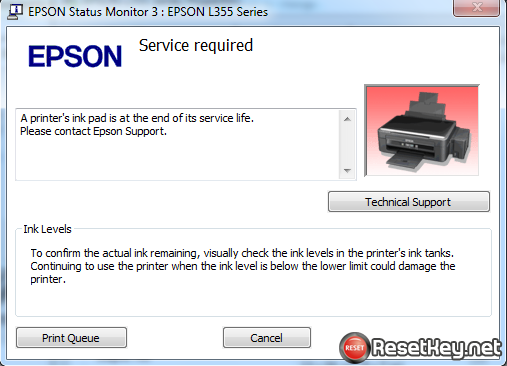 EPSON Status Monitor 3 : EPSON L355 Series
EPSON
Service required
A printer's ink pad is at the end of its service life.
Please contact Epson Support.
Technical Support
Ink Levels
To confirm the actual ink remaining, visually check the ink levels in the printer's ink tanks.
Continuing to use the printer when the ink level is below the lower limit could damage the
printer.
Print Queue
Cancel
RESET
ResetKey.net